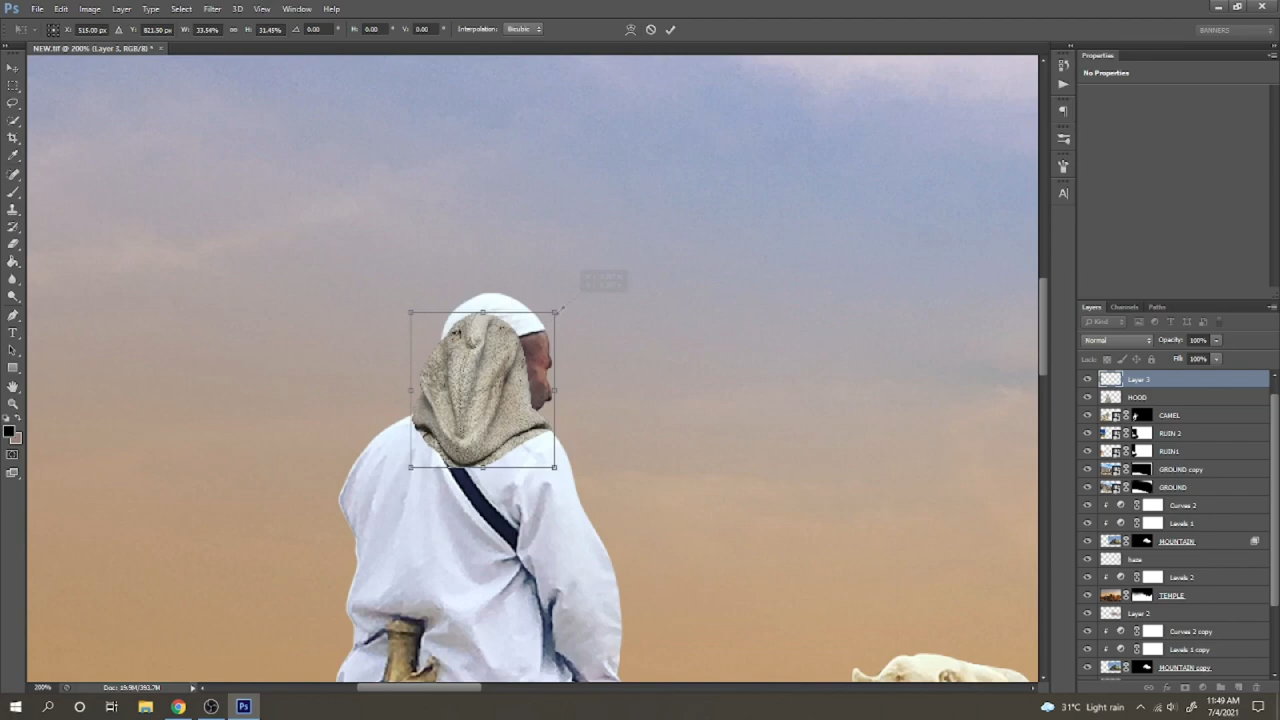 Ps File Edit Image Layer Type Select Filter 3D View Window Help
X: 515.00 px Y: 821.50 px W: 33.54% H: 31.45% 0.00 ° H: 0.00 ° V: 0.00 ° Interpolation: Bicubic BANNERS
NEW.tif @ 200% (Layer 3, RGB/8) * ×
Properties
No Properties
Layers Channels Paths
Kind
Normal Opacity: 100%
Lock: Fill: 100%
Layer 3
HOOD
CAMEL
RUIN 2
RUIN1
GROUND copy
GROUND
Curves 2
Levels 1
MOUNTAIN
haze
Levels 2
TEMPLE
Layer 2
Curves 2 copy
Levels 1 copy
MOUNTAIN copy
200% Doc: 19.9M/393.7M
Ps 31°C Light rain 11:49 AM
7/4/2021